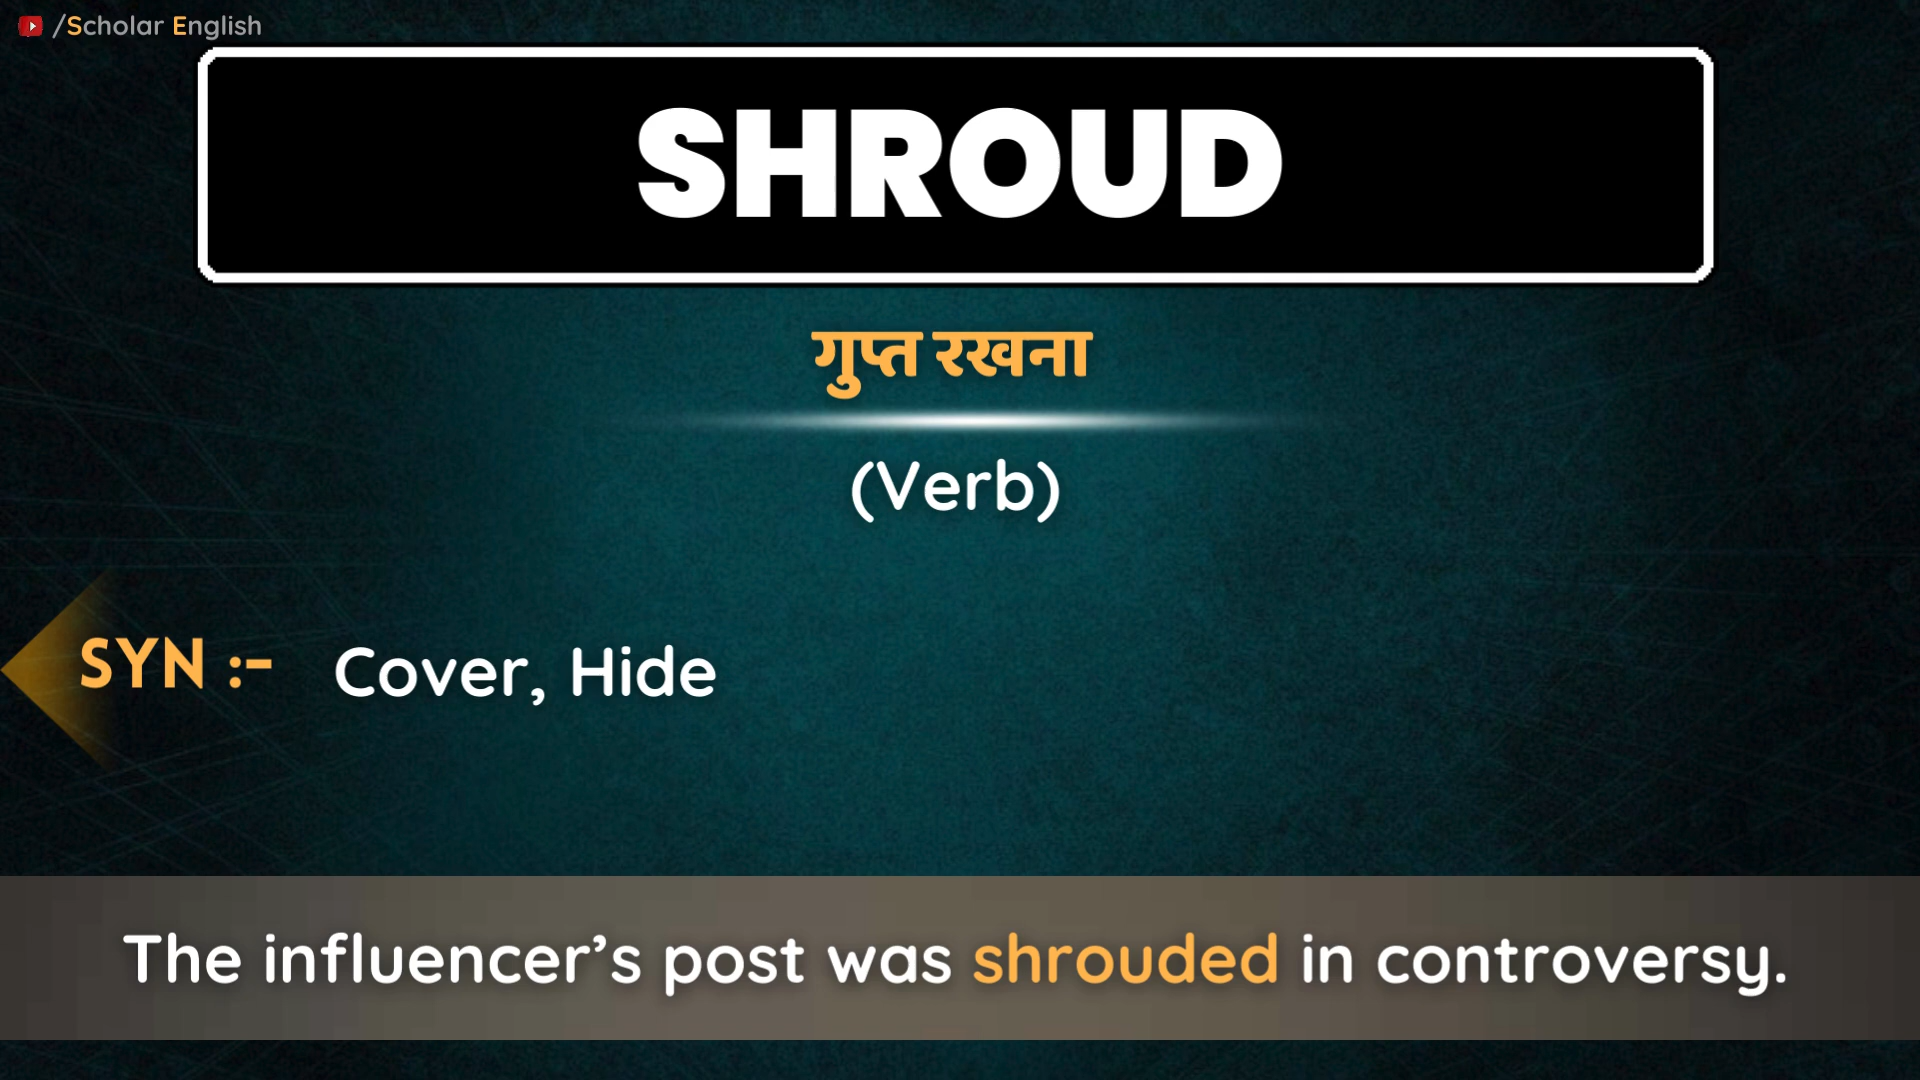 /Scholar English
SHROUD
गुप्त रखना
(Verb)
SYN :- Cover, Hide
The influencer’s post was shrouded in controversy.